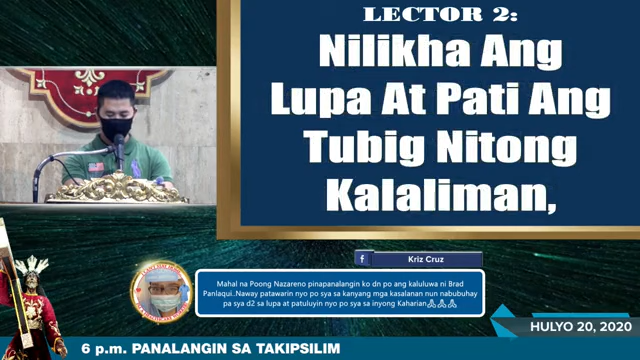 LECTOR 2:
Nilikha Ang
Lupa At Pati Ang
Tubig Nitong
Kalaliman,
f Kriz Cruz
Mahal na Poong Nazareno pinapanalangin ko dn po ang kaluluwa ni Brad
Panlaqui..Naway patawarin nyo po sya sa kanyang mga kasalanan nun nabubuhay
pa sya d2 sa lupa at patuluyin nyo po sya sa inyong Kaharian🙏🙏🙏
HULYO 20, 2020
6 p.m. PANALANGIN SA TAKIPSILIM